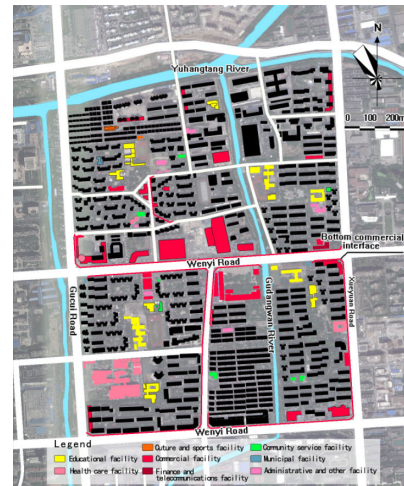 N
Yuhangtang River
0 100 200m
Bottom commercial
interface
Wenyi Road
Gucui Road
Gudangwan River
Xueyuan Road
Wenyi Road
Legend
Educational facility
Health care facility
Cuture and sports facility
Commercial facility
Finance and
telecommunications facility
Community service facility
Municipal facility
Administrative and other facility